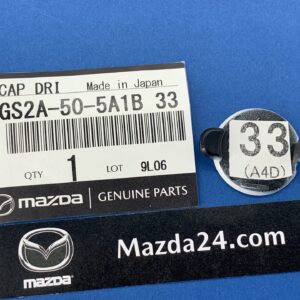 CAP DRI Made in Japan
GS2A-50-5A1B 33
QTY 1 LOT 9L06
mazda GENUINE PARTS
33
(A4D)
mazda
Mazda24.com